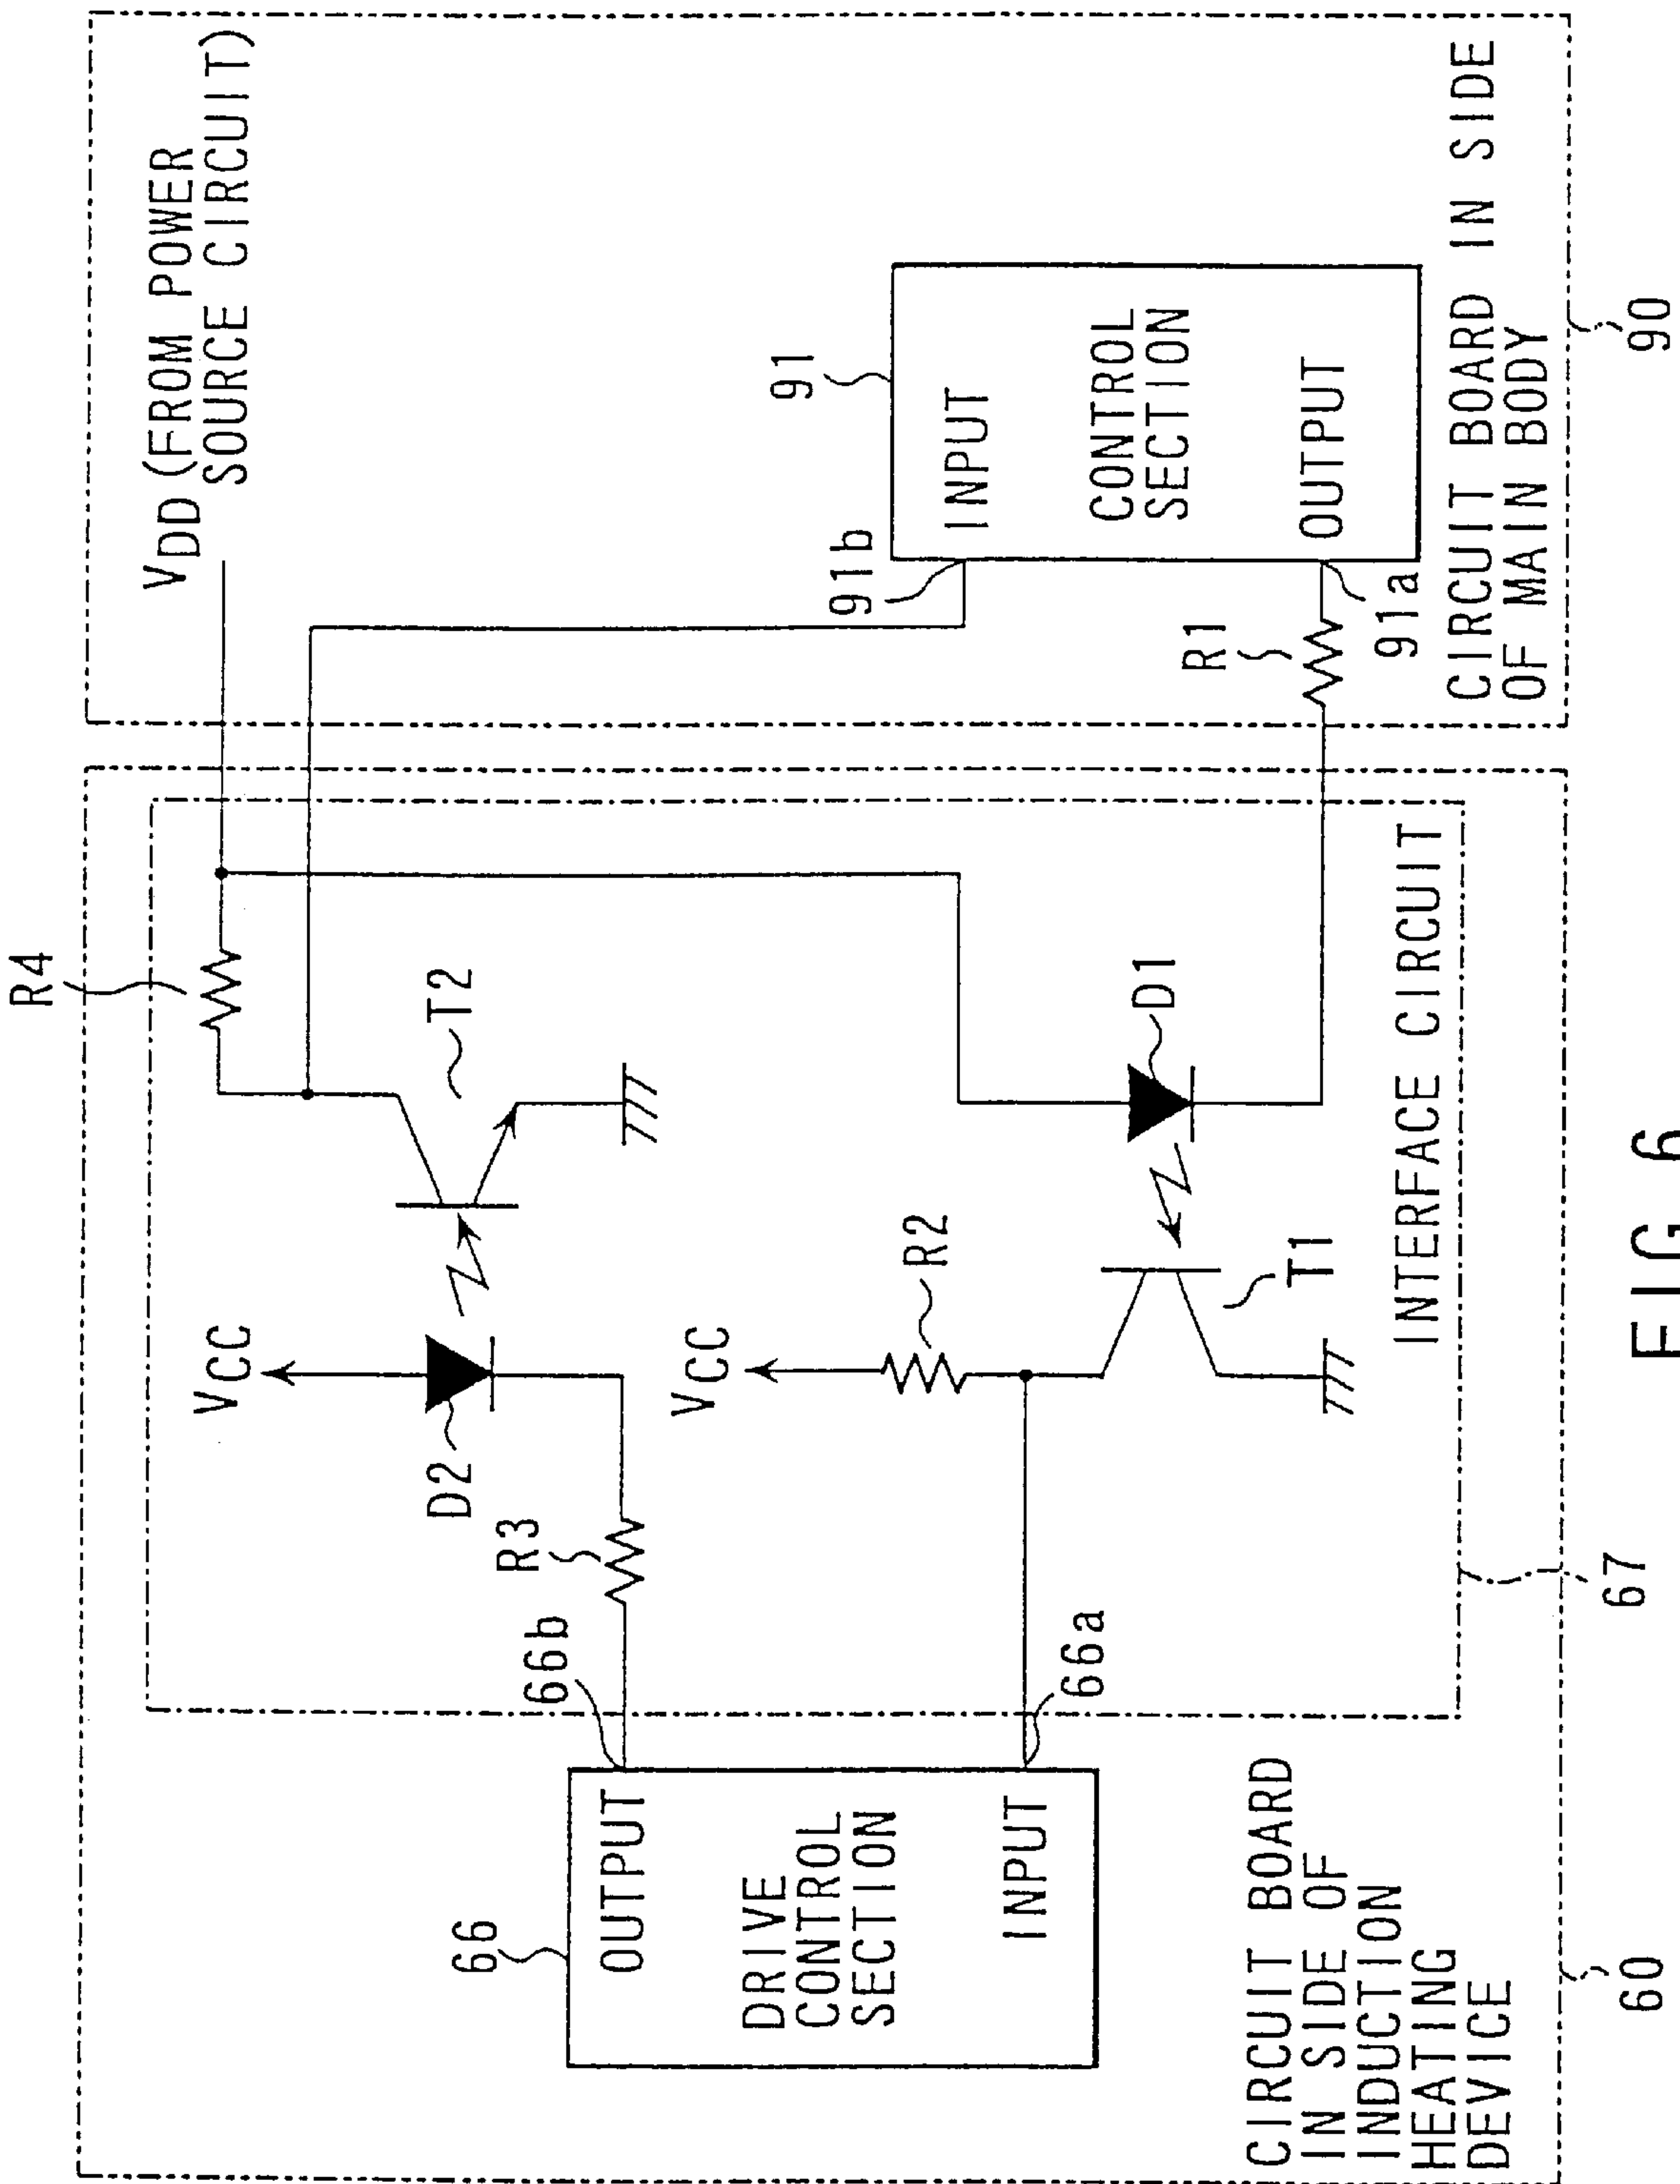 VDD (FROM POWER
SOURCE CIRCUIT)
R4
T2
VCC
D2
R3
66b
66
OUTPUT
DRIVE
CONTROL
SECTION
INPUT
66a
VCC
R2
T1
D1
91
91b
INPUT
CONTROL
SECTION
OUTPUT
91a
R1
INTERFACE CIRCUIT
CIRCUIT BOARD
IN SIDE OF
INDUCTION
HEATING
DEVICE
CIRCUIT BOARD IN SIDE
OF MAIN BODY
60
67
90
FIG 6